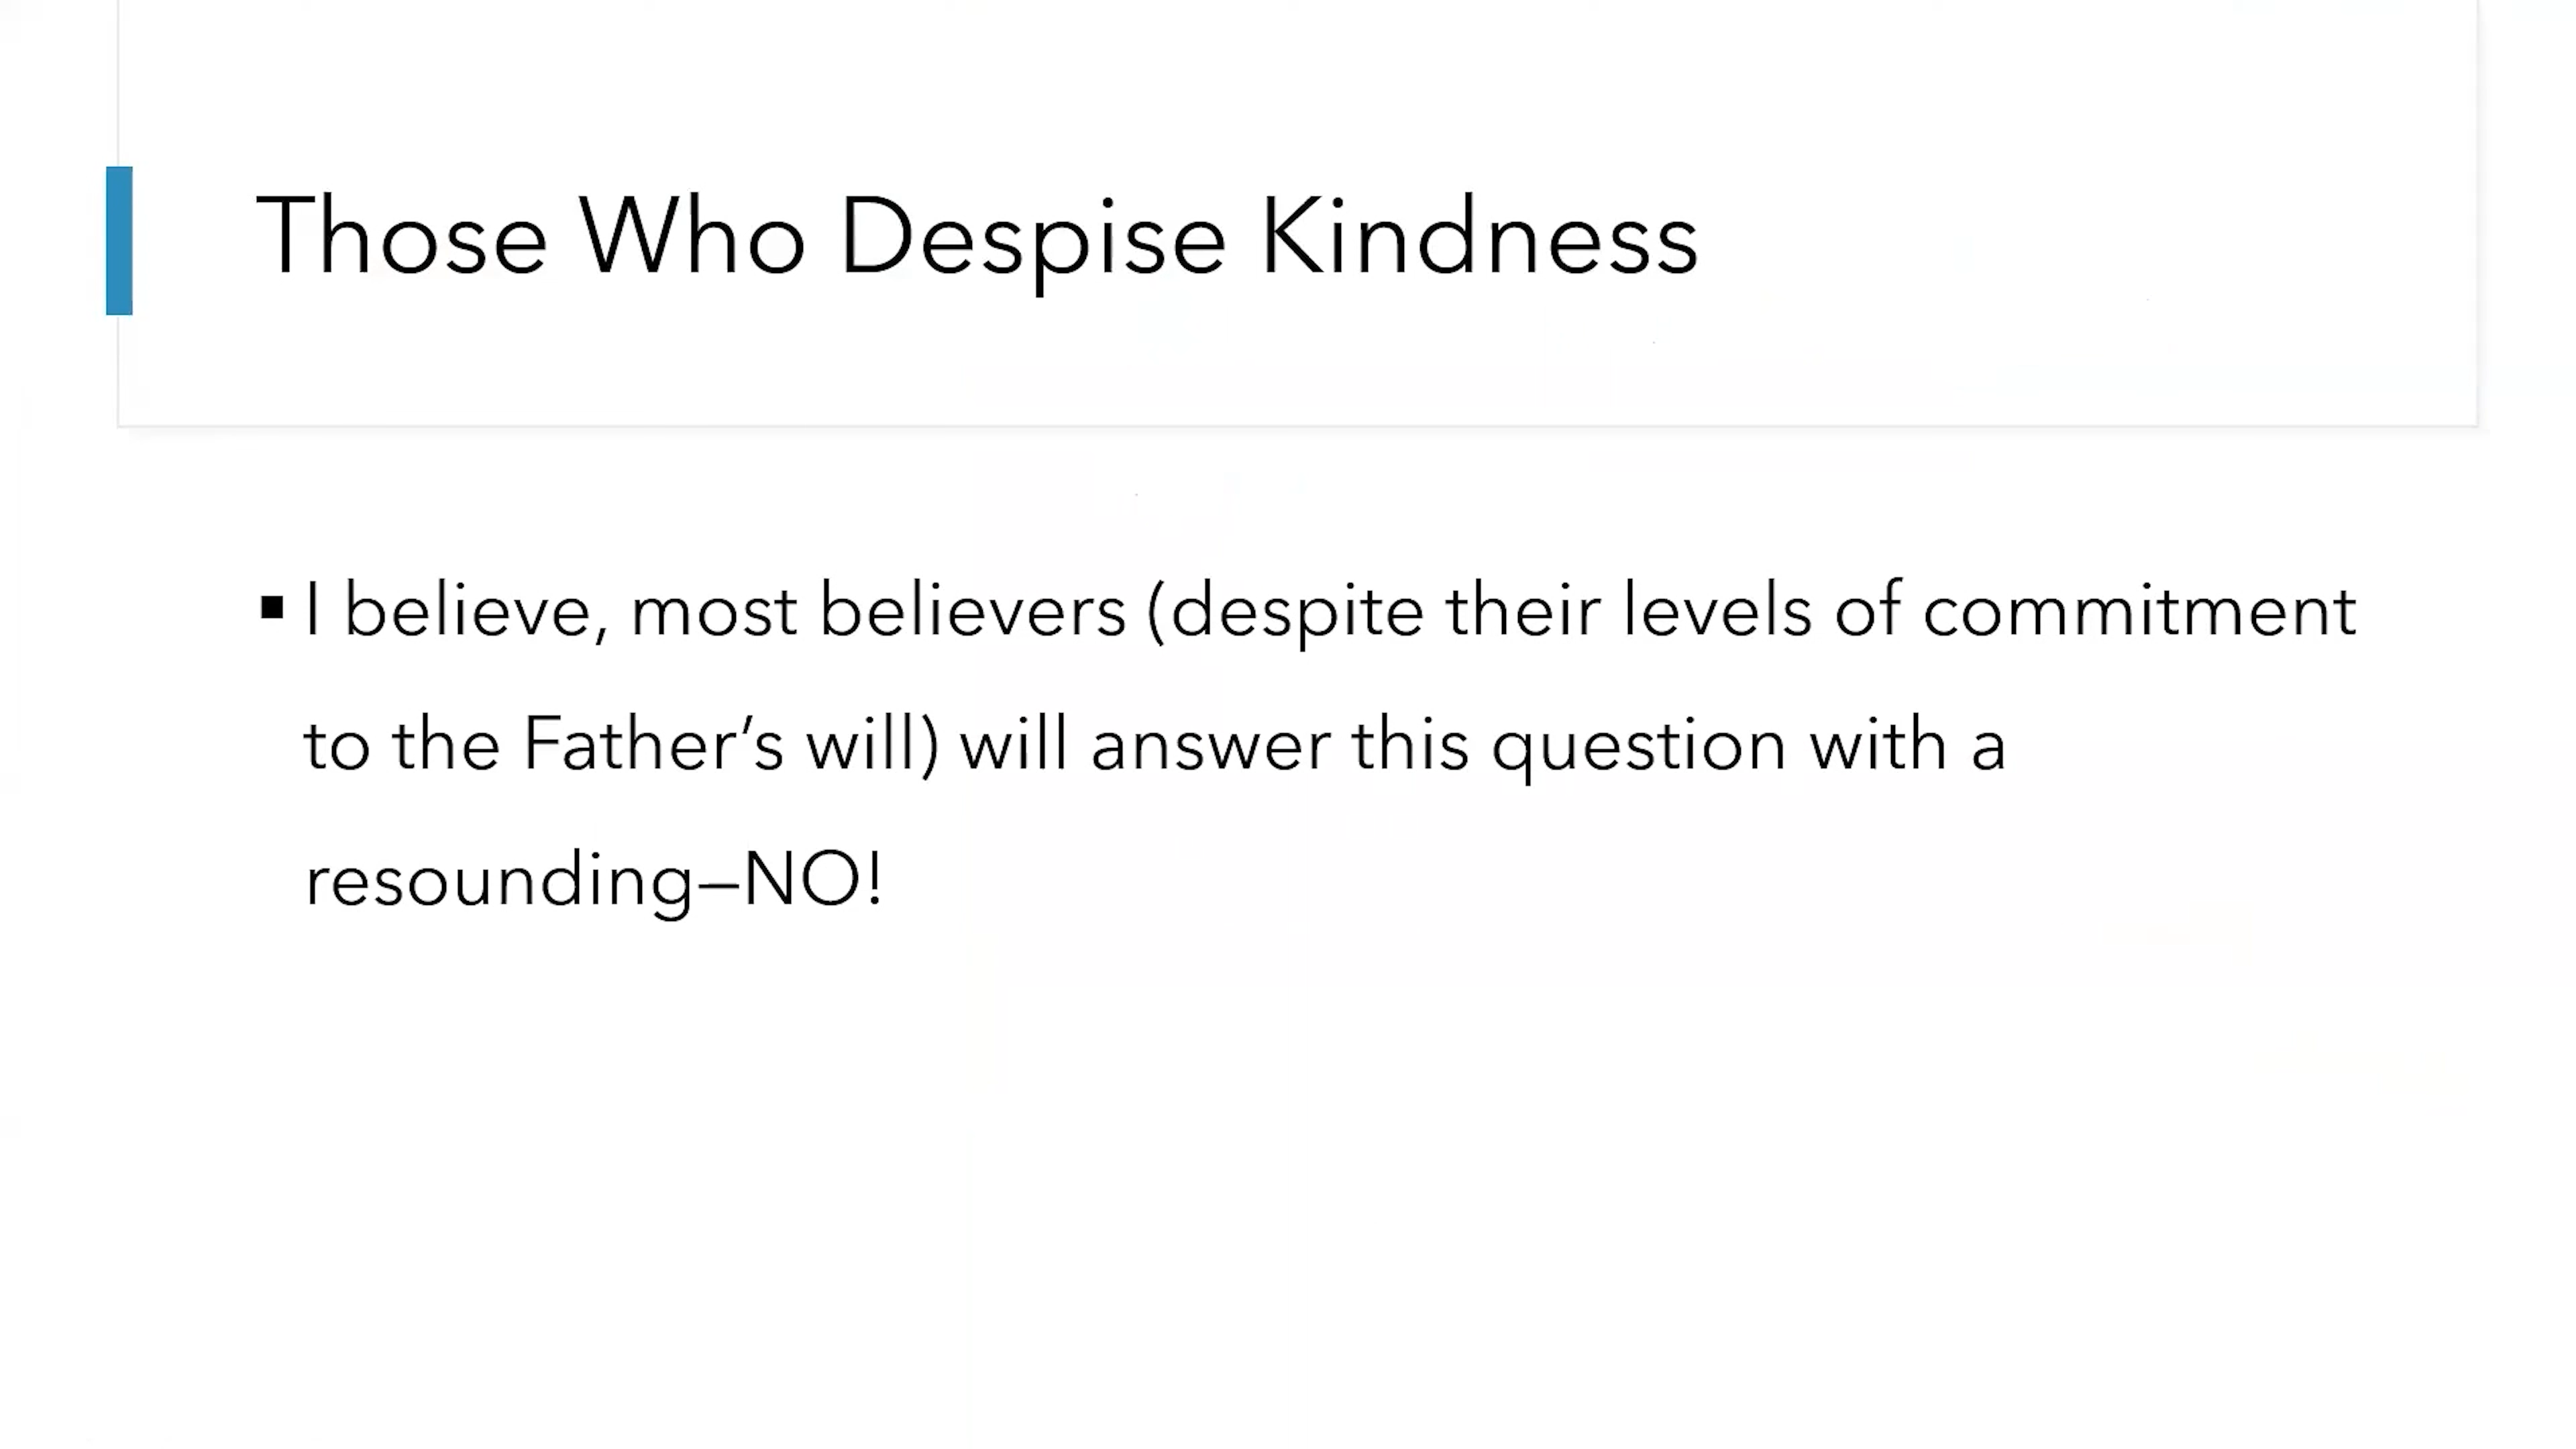 Those Who Despise Kindness
▪ I believe, most believers (despite their levels of commitment
to the Father’s will) will answer this question with a
resounding—NO!